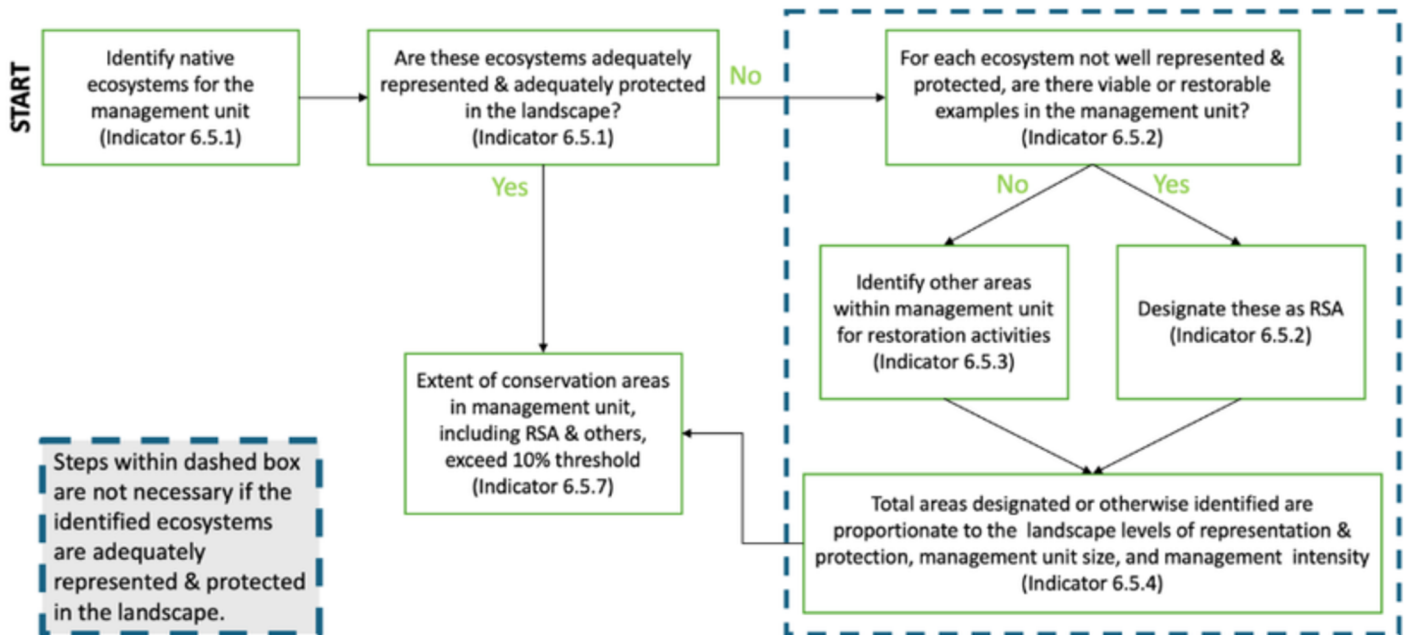 START
Identify native
ecosystems for the
management unit
(Indicator 6.5.1)
Are these ecosystems adequately
represented & adequately protected
in the landscape?
(Indicator 6.5.1)
No
For each ecosystem not well represented &
protected, are there viable or restorable
examples in the management unit?
(Indicator 6.5.2)
Yes
No
Yes
Identify other areas
within management unit
for restoration activities
(Indicator 6.5.3)
Designate these as RSA
(Indicator 6.5.2)
Extent of conservation areas
in management unit,
including RSA & others,
exceed 10% threshold
(Indicator 6.5.7)
Steps within dashed box
are not necessary if the
identified ecosystems
are adequately
represented & protected
in the landscape.
Total areas designated or otherwise identified are
proportionate to the landscape levels of representation &
protection, management unit size, and management intensity
(Indicator 6.5.4)